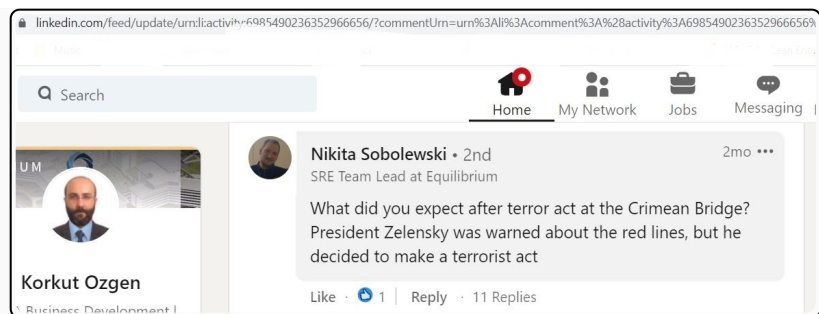 linkedin.com/feed/update/urn:li:activity:6985490236352966656/?commentUrn=urn%3Ali%3Acomment%3A%28activity%3A6985490236352966656%
Search
Home
My Network
Jobs
Messaging
UM
Nikita Sobolewski • 2nd
2mo •••
SRE Team Lead at Equilibrium
What did you expect after terror act at the Crimean Bridge?
President Zelensky was warned about the red lines, but he
decided to make a terrorist act
Like · 1 | Reply · 11 Replies
Korkut Ozgen
Business Development |